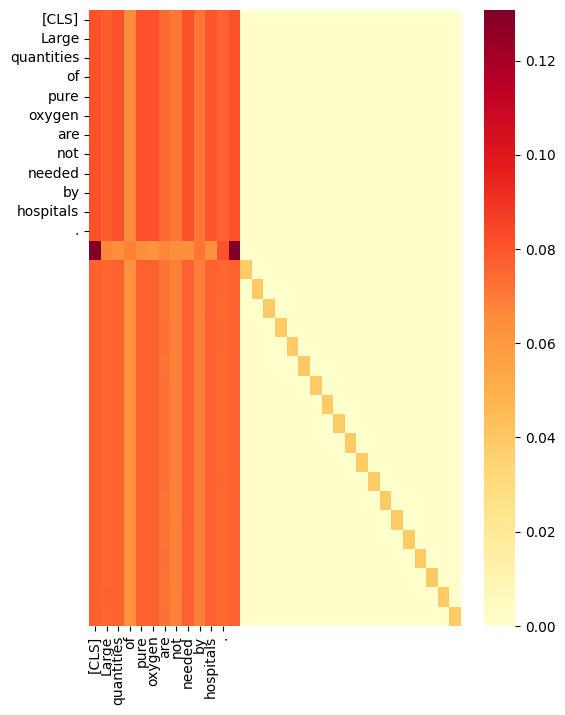 [CLS]
Large
quantities
of
pure
oxygen
are
not
needed
by
hospitals
.
0.12
0.10
0.08
0.06
0.04
0.02
0.00
[CLS]
Large
quantities
of
pure
oxygen
are
not
needed
by
hospitals
.